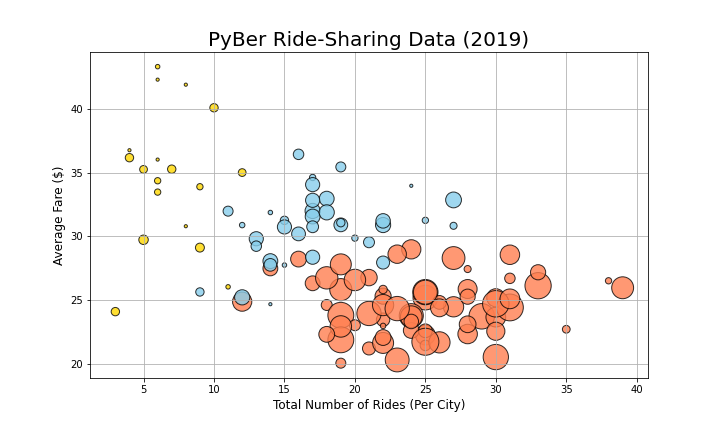 PyBer Ride-Sharing Data (2019)
Average Fare ($)
40
35
30
25
20
5 10 15 20 25 30 35 40
Total Number of Rides (Per City)